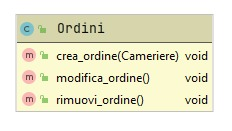 C Ordini
m crea_ordine(Cameriere) void
m modifica_ordine() void
m rimuovi_ordine() void